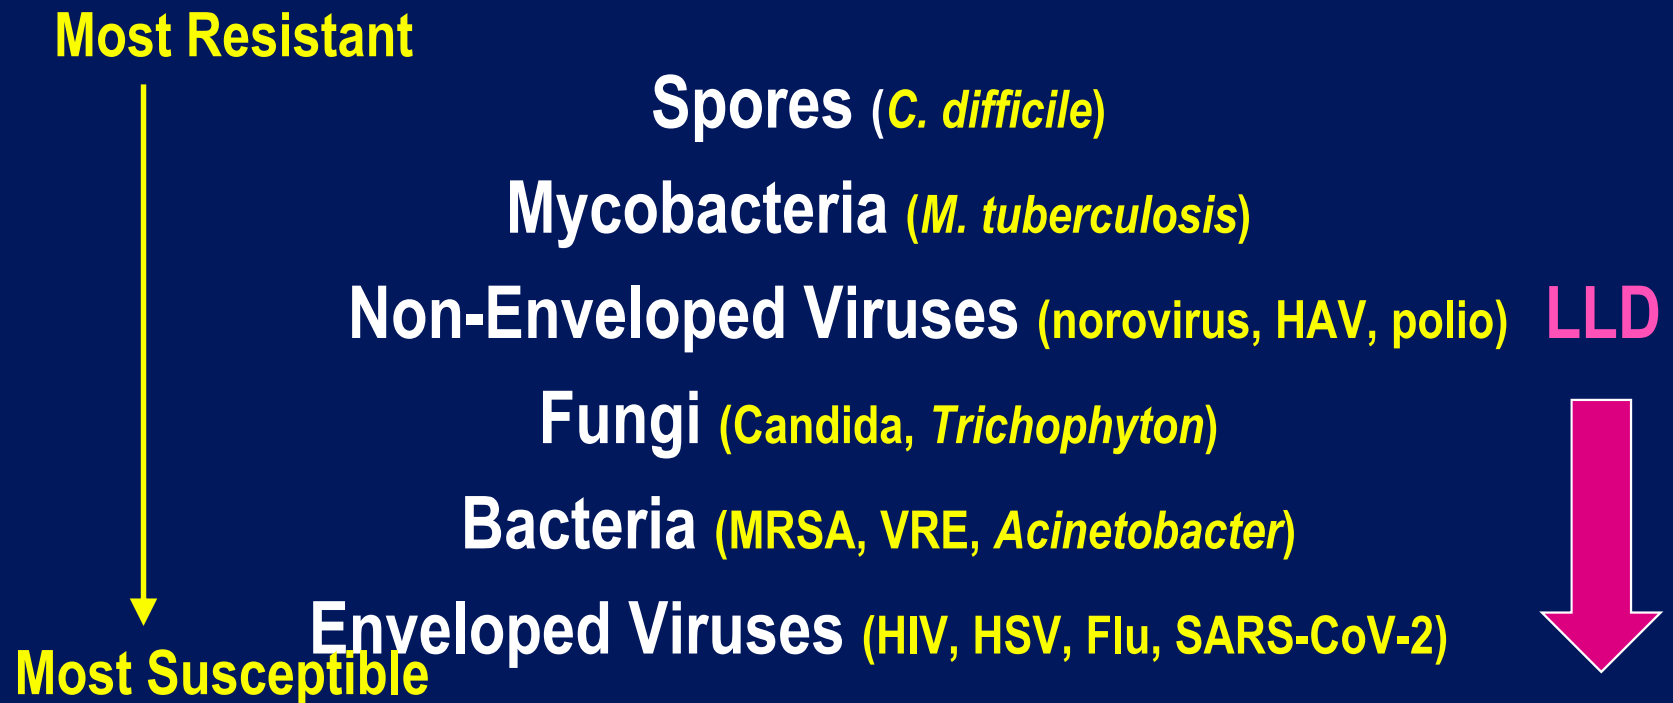 Most Resistant
Spores (C. difficile)
Mycobacteria (M. tuberculosis)
Non-Enveloped Viruses (norovirus, HAV, polio) LLD
Fungi (Candida, Trichophyton)
Bacteria (MRSA, VRE, Acinetobacter)
Enveloped Viruses (HIV, HSV, Flu, SARS-CoV-2)
Most Susceptible